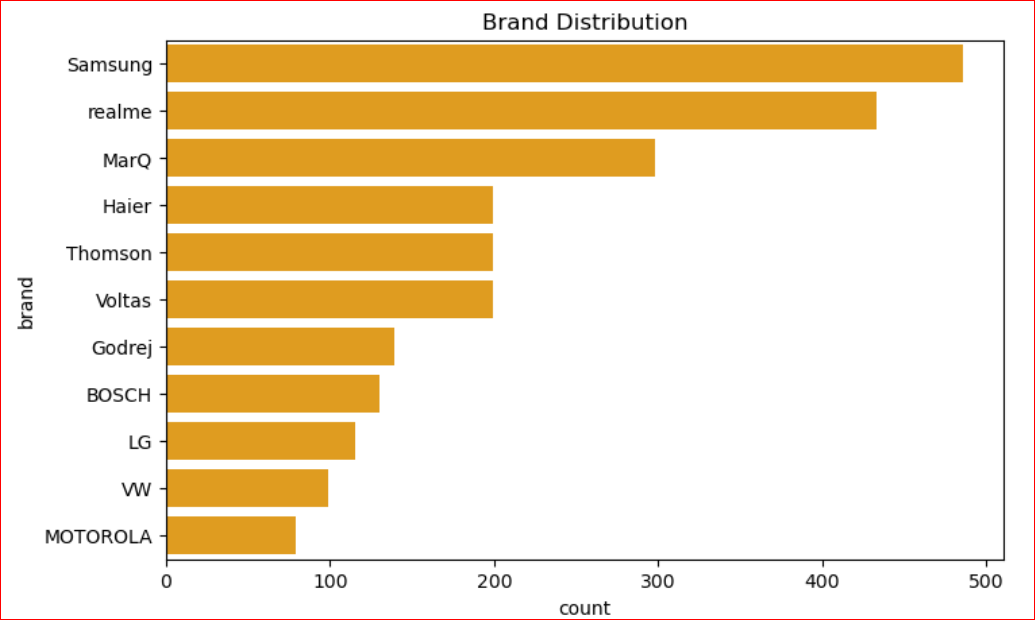 Brand Distribution
Samsung
realme
MarQ
Haier
Thomson
Voltas
Godrej
BOSCH
LG
VW
MOTOROLA
brand
0 100 200 300 400 500
count